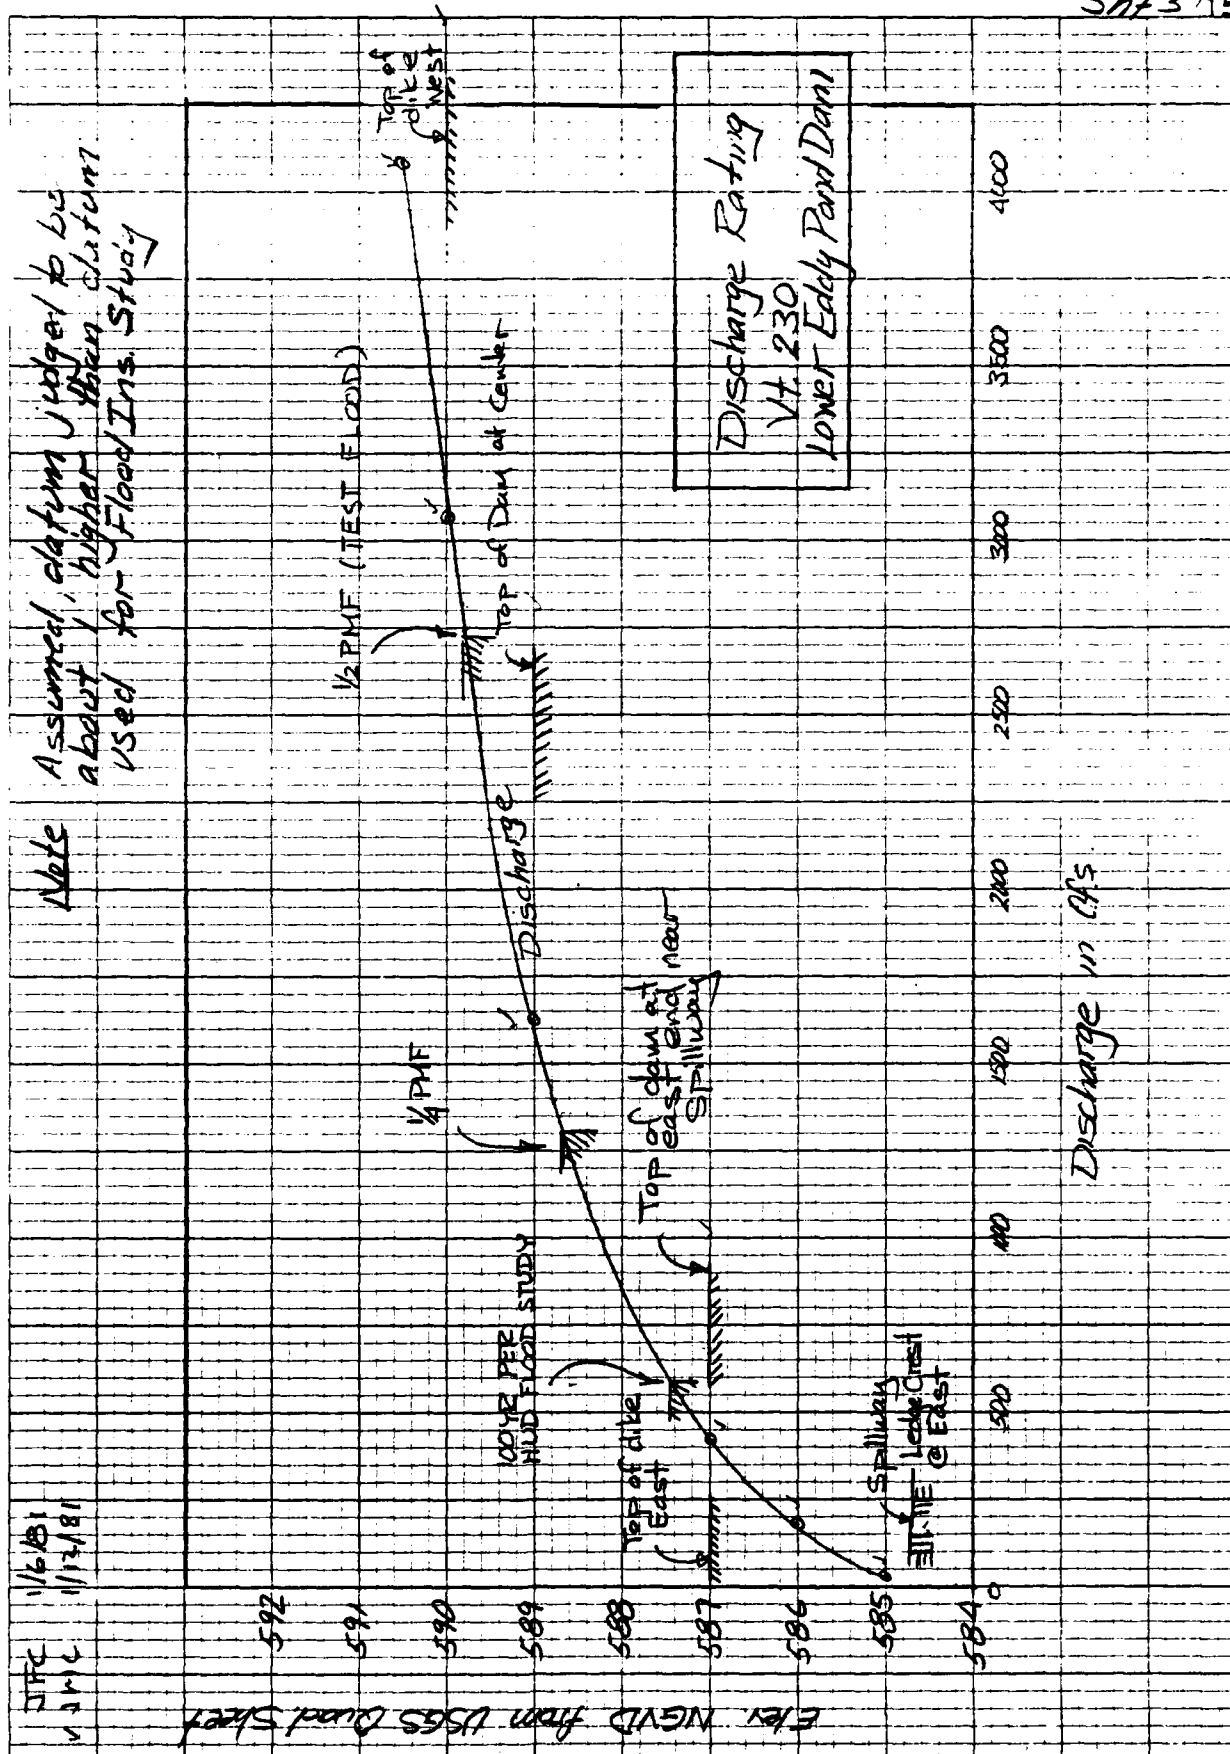 JFC 1/6/81
v JMC 1/12/81
Note Assumed datum judged to be
about 1' higher than datum
used for Flood Ins. Study
Elev. NGVD from USGS Quad Sheet
592
591
590
589
588
587
586
585
584
0
500
1000
1500
2000
2500
3000
3500
4000
Discharge in cfs
Top of
dike
West
1/2 PMF (TEST FLOOD)
Top of Dam at Center
Discharge
1/4 PMF
Top of dam at
east end near
Spillway
100 YR PER
HUD FLOOD STUDY
Top of dike
East
Spillway
Ledge Crest
@ East
Discharge Rating
Vt. 230
Lower Eddy Pond Dam